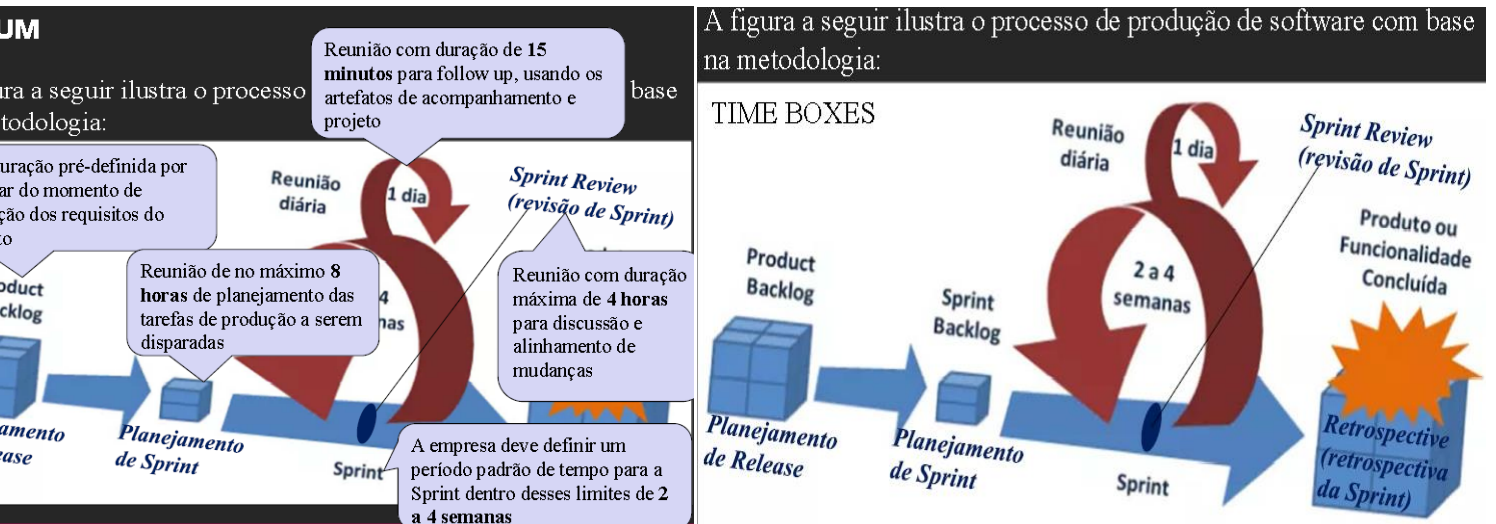 UM
Reunião com duração de 15
minutos para follow up, usando os
artefatos de acompanhamento e
projeto
ura a seguir ilustra o processo
base
todologia:
uração pré-definida por
ar do momento de
ção dos requisitos do
to
Reunião
diária
1 dia
Sprint Review
(revisão de Sprint)
Reunião de no máximo 8
horas de planejamento das
tarefas de produção a serem
disparadas
4
nas
Reunião com duração
máxima de 4 horas
para discussão e
alinhamento de
mudanças
oduct
cklog
amento
ease
Planejamento
de Sprint
Sprint
A empresa deve definir um
período padrão de tempo para a
Sprint dentro desses limites de 2
a 4 semanas
A figura a seguir ilustra o processo de produção de software com base
na metodologia:
TIME BOXES
Reunião
diária
1 dia
Sprint Review
(revisão de Sprint)
Produto ou
Funcionalidade
Concluída
Product
Backlog
Sprint
Backlog
2 a 4
semanas
Planejamento
de Release
Planejamento
de Sprint
Sprint
Retrospective
(retrospectiva
da Sprint)